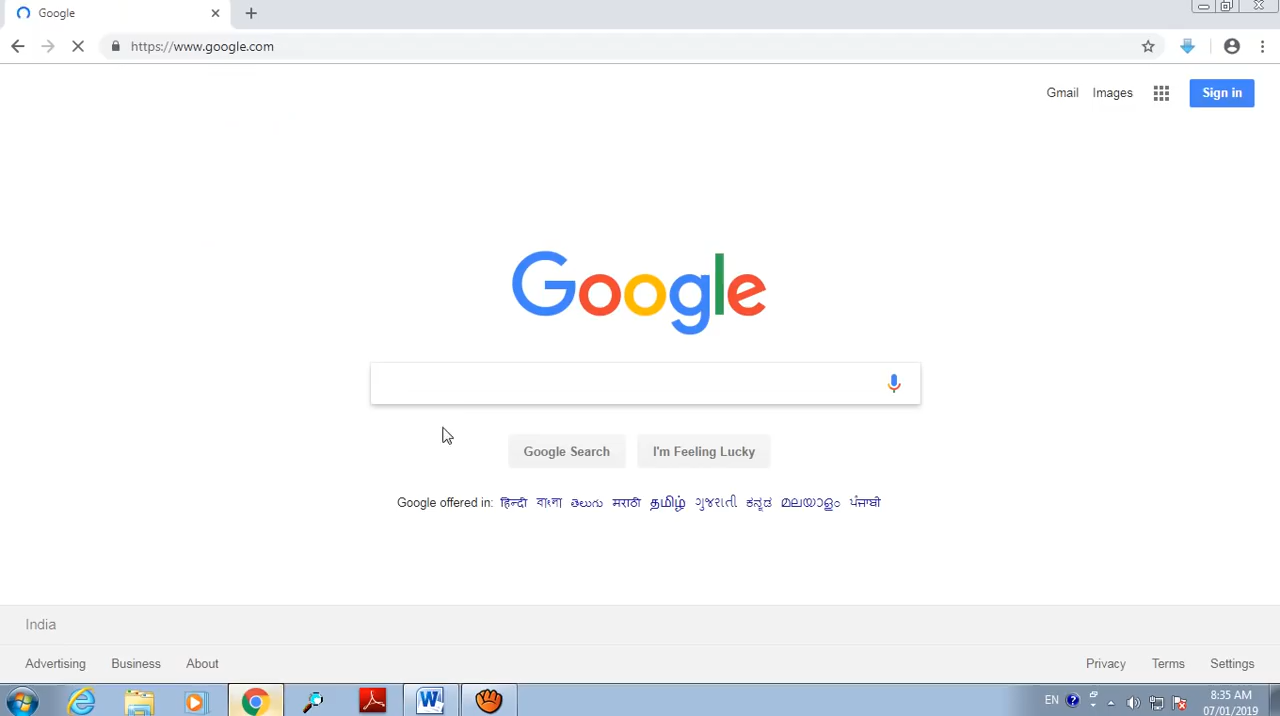 Google
https://www.google.com
Gmail Images Sign in
Google
Google Search I'm Feeling Lucky
Google offered in: हिन्दी বাংলা తెలుగు मराठी தமிழ் ગુજરાતી ಕನ್ನಡ മലയാളം ਪੰਜਾਬੀ
India
Advertising Business About Privacy Terms Settings
EN 8:35 AM
07/01/2019